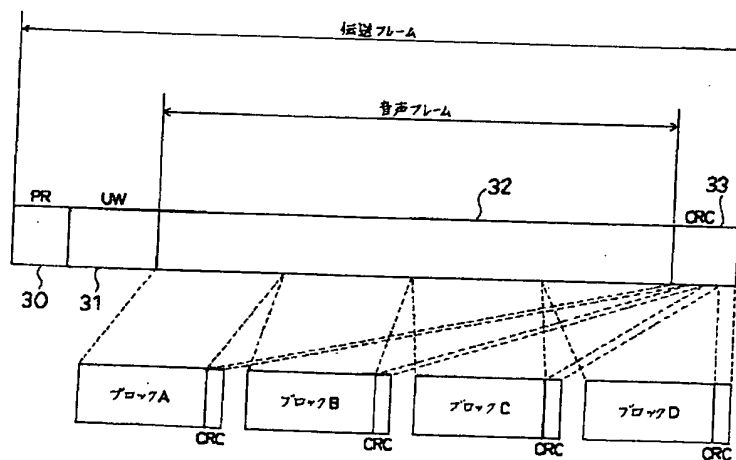 伝送フレーム
音声フレーム
32
33
PR
UW
CRC
30
31
ブロックA
ブロックB
ブロックC
ブロックD
CRC
CRC
CRC
CRC